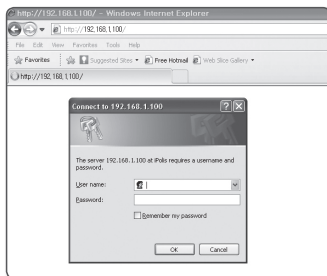 http://192.168.1.100/ - Windows Internet Explorer
http://192.168.1.100/
File Edit View Favorites Tools Help
Favorites Suggested Sites Free Hotmail Web Slice Gallery
http://192.168.1.100/
Connect to 192.168.1.100
The server 192.168.1.100 at iPolis requires a username and
password.
User name:
Password:
Remember my password
OK Cancel